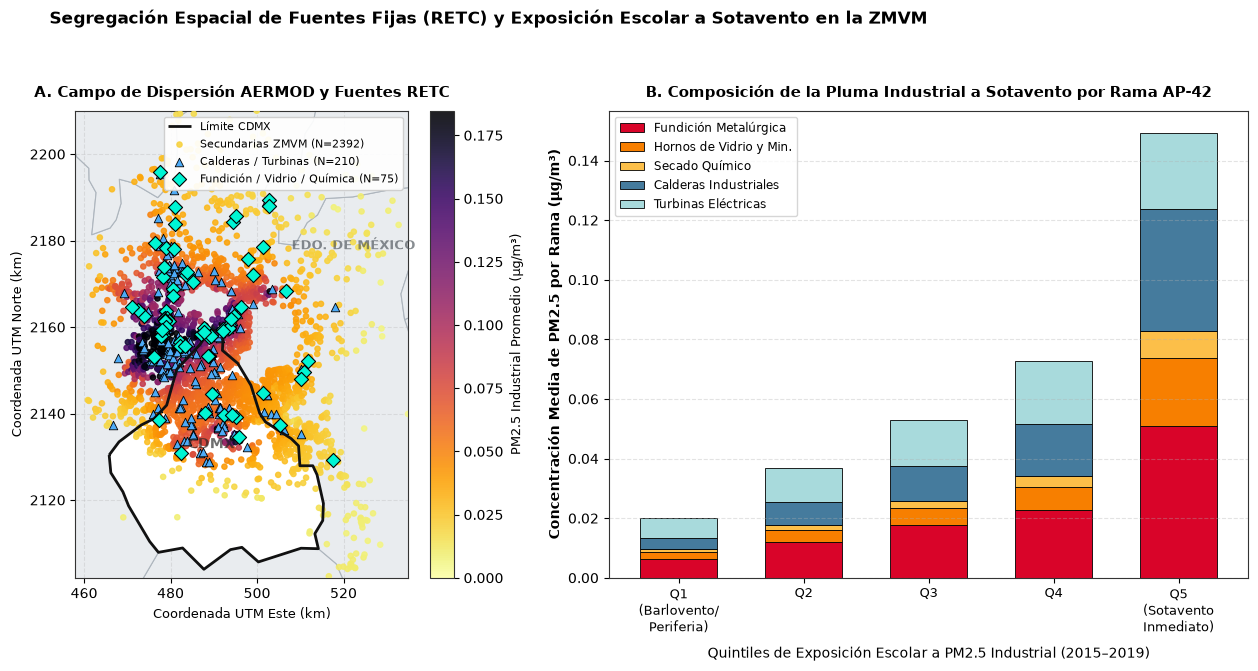 Segregación Espacial de Fuentes Fijas (RETC) y Exposición Escolar a Sotavento en la ZMVM
A. Campo de Dispersión AERMOD y Fuentes RETC
Límite CDMX
Secundarias ZMVM (N=2392)
Calderas / Turbinas (N=210)
Fundición / Vidrio / Química (N=75)
EDO. DE MÉXICO
CDMX
2200
2180
2160
2140
2120
Coordenada UTM Norte (km)
460
480
500
520
Coordenada UTM Este (km)
0.175
0.150
0.125
0.100
0.075
0.050
0.025
0.000
PM2.5 Industrial Promedio (µg/m³)
B. Composición de la Pluma Industrial a Sotavento por Rama AP-42
Fundición Metalúrgica
Hornos de Vidrio y Min.
Secado Químico
Calderas Industriales
Turbinas Eléctricas
0.14
0.12
0.10
0.08
0.06
0.04
0.02
0.00
Concentración Media de PM2.5 por Rama (µg/m³)
Q1
(Barlovento/
Periferia)
Q2
Q3
Q4
Q5
(Sotavento
Inmediato)
Quintiles de Exposición Escolar a PM2.5 Industrial (2015–2019)